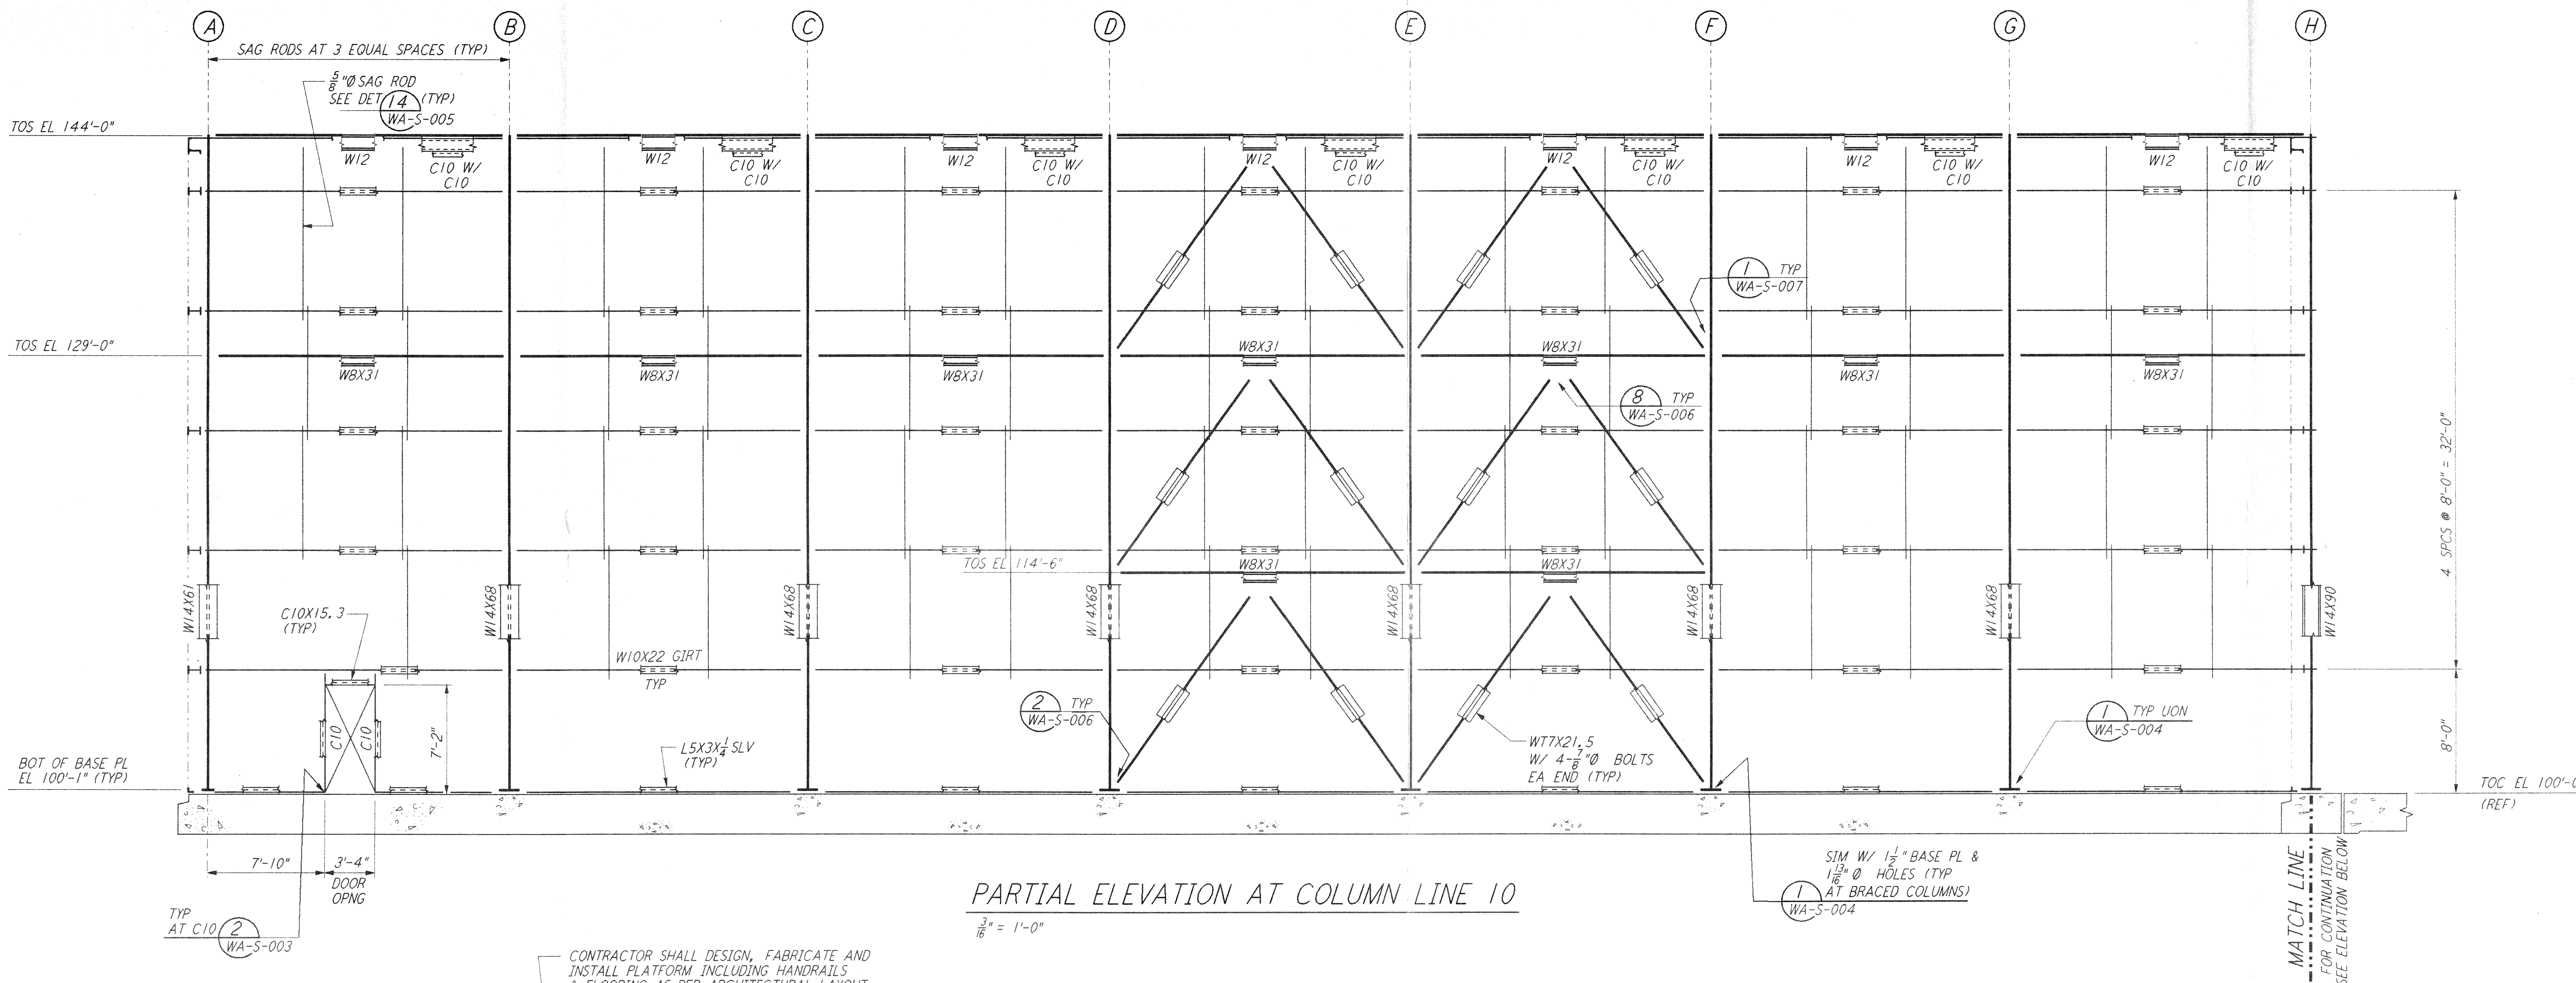 A B C D E F G H
SAG RODS AT 3 EQUAL SPACES (TYP)
5/8"Ø SAG ROD
SEE DET 14 (TYP)
WA-S-005
TOS EL 144'-0"
W12 W12 W12 W12 W12 W12 W12
C10 W/ C10 W/ C10 W/ C10 W/ C10 W/ C10 W/ C10 W/
C10 C10 C10 C10 C10 C10 C10
1 TYP
WA-S-007
TOS EL 129'-0"
W8X31 W8X31
W8X31 W8X31 W8X31 W8X31 W8X31
8 TYP
WA-S-006
4 SPCS @ 8'-0" = 32'-0"
TOS EL 114'-6"
W8X31 W8X31
W14X61 W14X68 W14X68 W14X68 W14X68 W14X68 W14X68 W14X90
C10X15.3
(TYP)
W10X22 GIRT
TYP
2 TYP
WA-S-006
1 TYP UON
WA-S-004
C10 C10
7'-2"
L5X3X1/4 SLV
(TYP)
WT7X21.5
W/ 4-7/8"Ø BOLTS
EA END (TYP)
8'-0"
BOT OF BASE PL
EL 100'-1" (TYP)
TOC EL 100'-0
(REF)
7'-10" 3'-4"
DOOR
OPNG
TYP
AT C10 2
WA-S-003
SIM W/ 1 1/2" BASE PL &
1 13/16" Ø HOLES (TYP
1 AT BRACED COLUMNS)
WA-S-004
MATCH LINE
FOR CONTINUATION
SEE ELEVATION BELOW
PARTIAL ELEVATION AT COLUMN LINE 10
3/16" = 1'-0"
CONTRACTOR SHALL DESIGN, FABRICATE AND
INSTALL PLATFORM INCLUDING HANDRAILS
& FLOORING AS PER ARCHITECTURAL LAYOUT